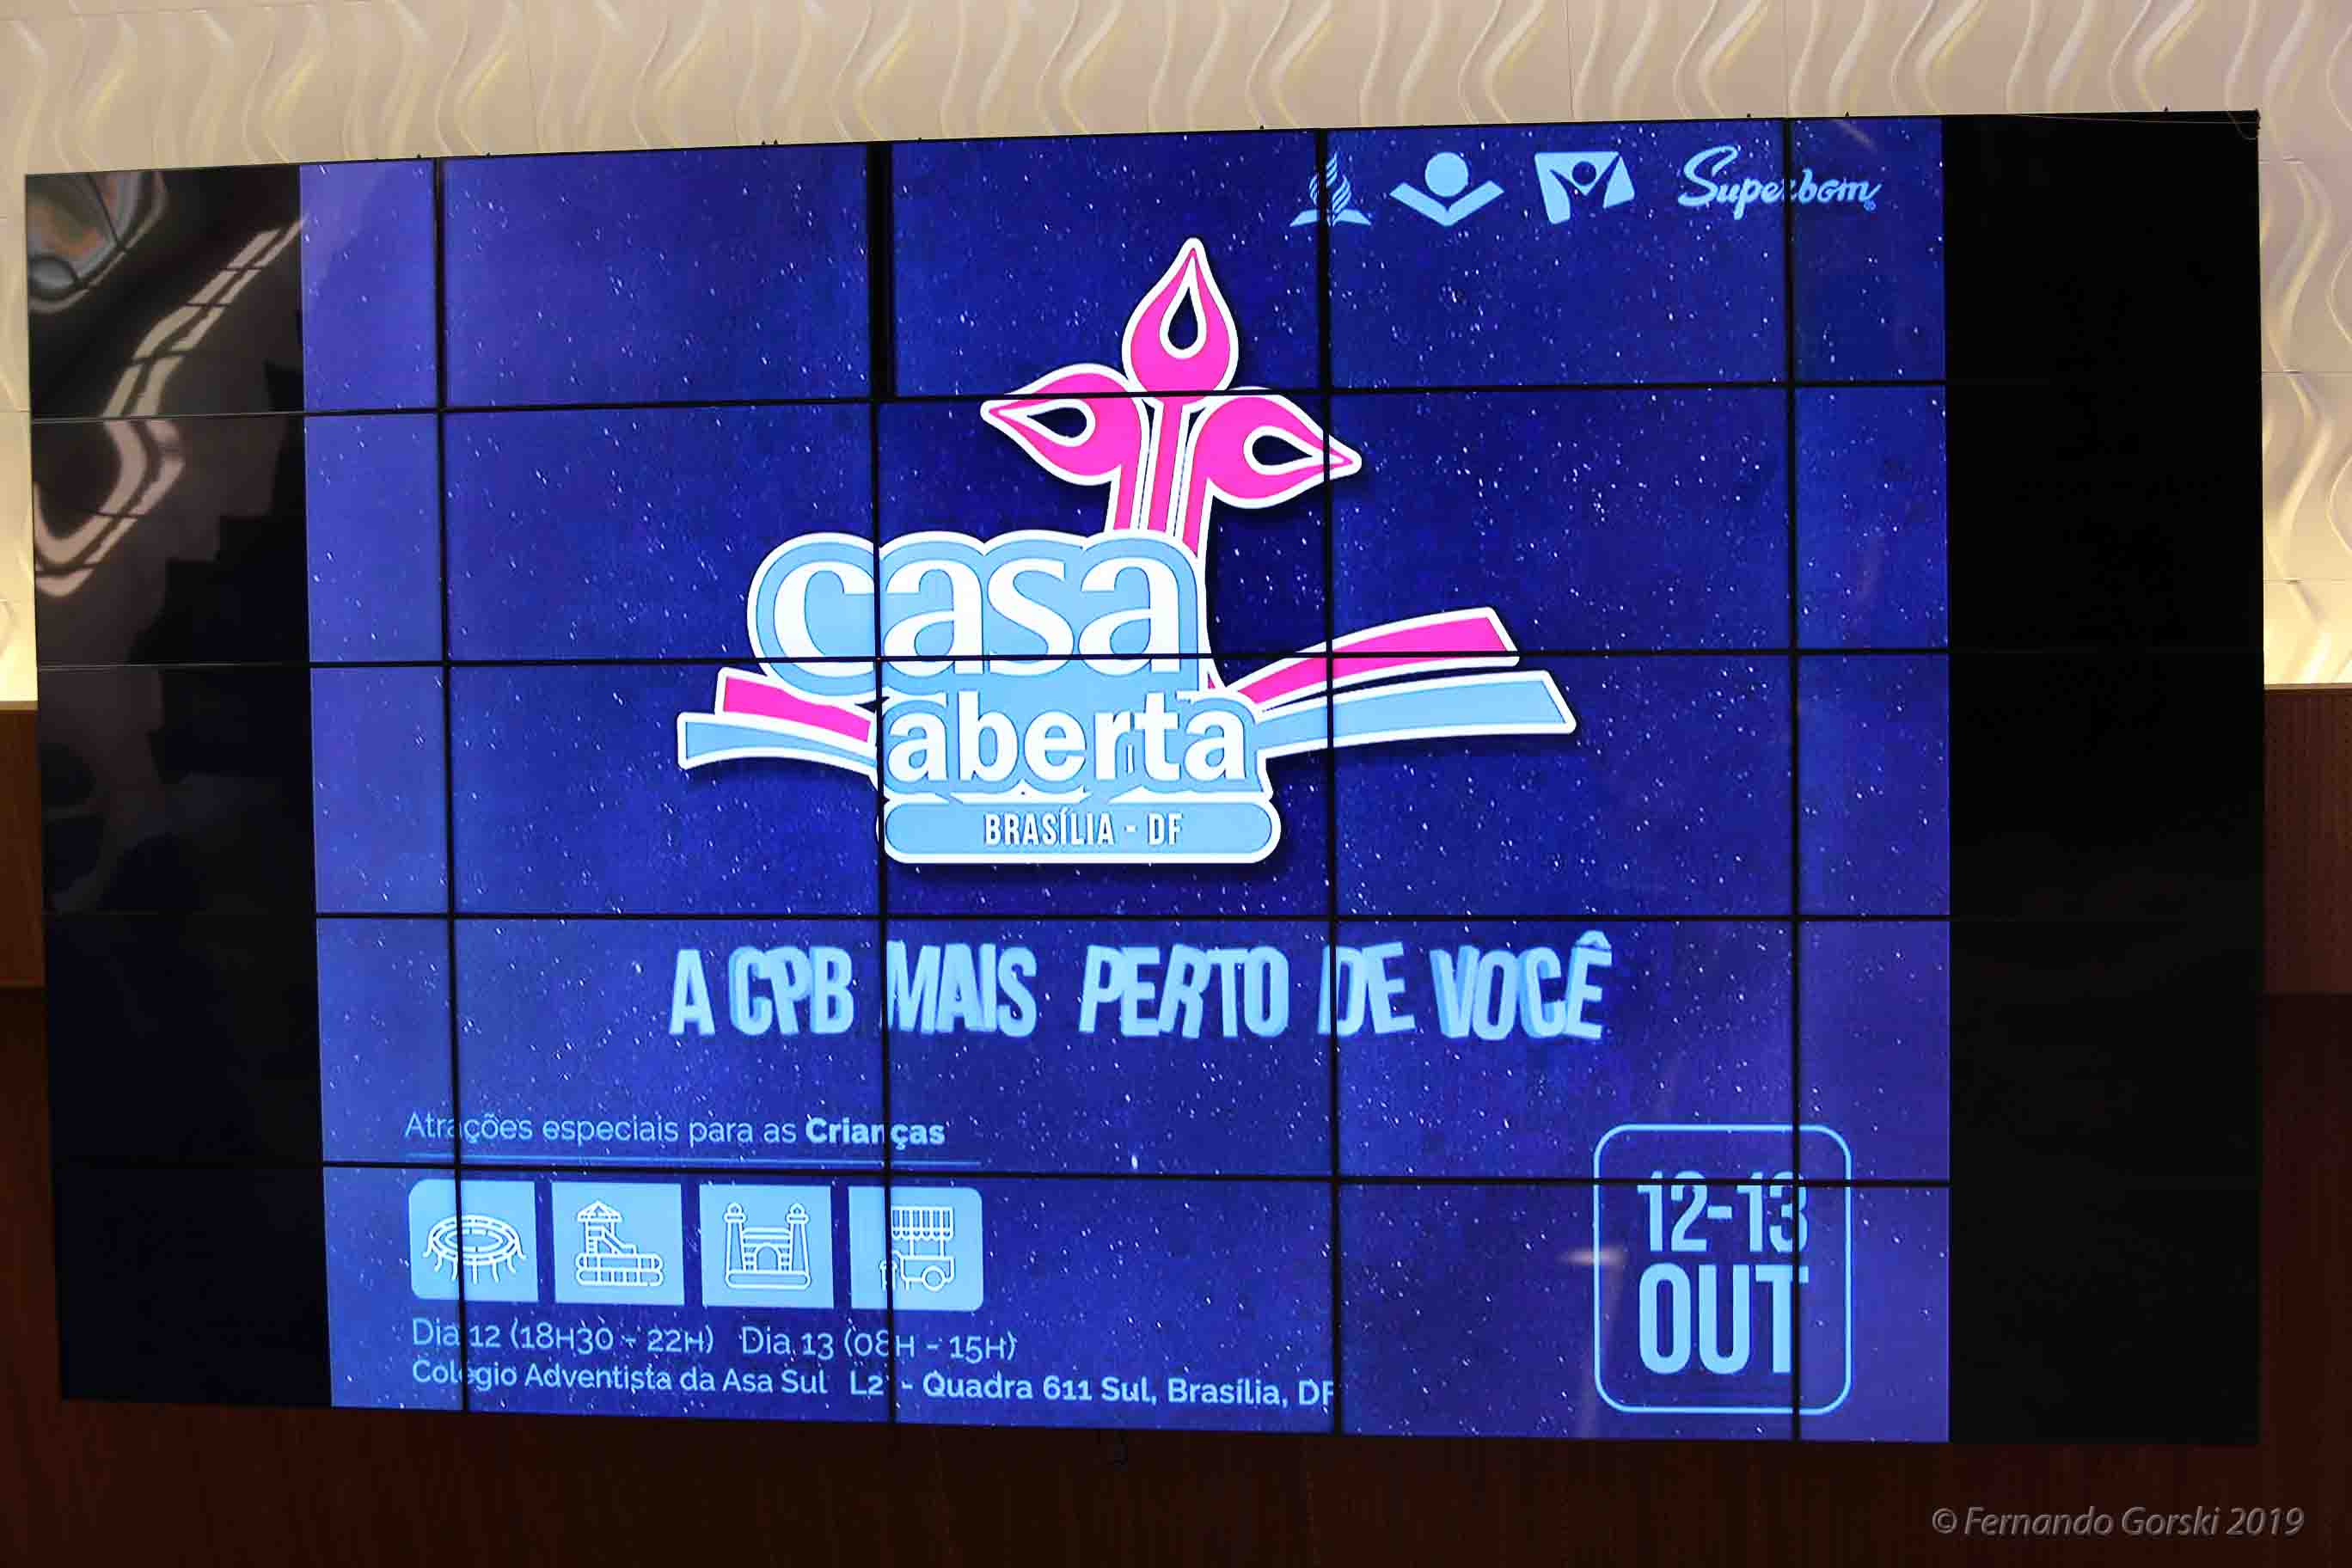 Superbom
casa
aberta
BRASÍLIA - DF
A CPB MAIS PERTO DE VOCÊ
Atrações especiais para as Crianças
12-13
OUT
Dia 12 (18H30 - 22H) Dia 13 (08H - 15H)
Colégio Adventista da Asa Sul L2 - Quadra 611 Sul, Brasília, DF
© Fernando Gorski 2019